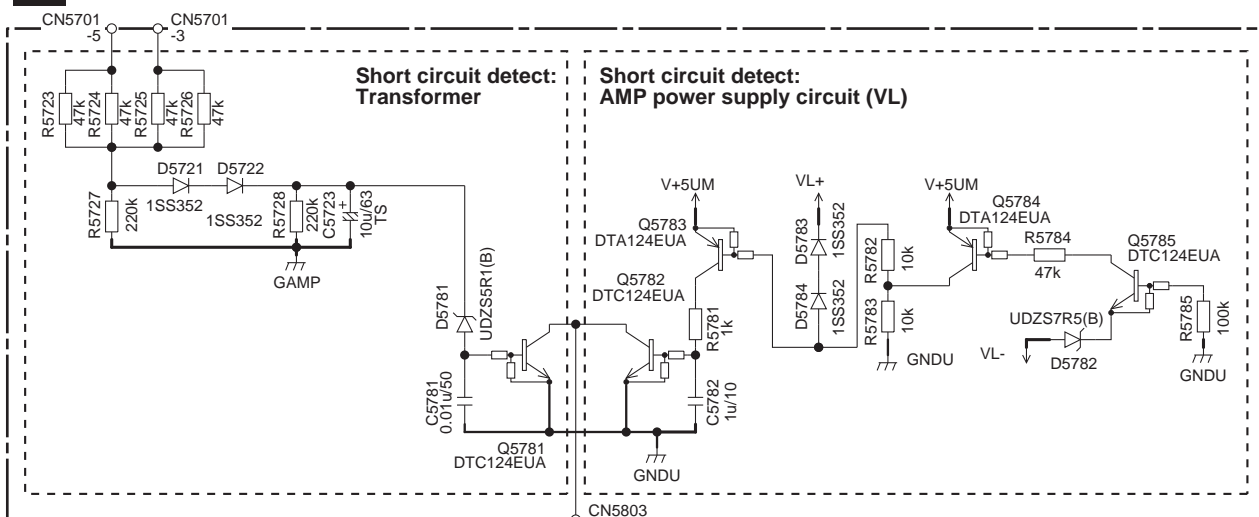 CN5701
-5
CN5701
-3
Short circuit detect:
Transformer
Short circuit detect:
AMP power supply circuit (VL)
R5723
47k
R5724
47k
R5725
47k
R5726
47k
D5721
D5722
1SS352
1SS352
R5727
220k
R5728
220k
C5723
+
10u/63
TS
GAMP
D5781
UDZS5R1(B)
C5781
0.01u/50
Q5781
DTC124EUA
V+5UM
Q5783
DTA124EUA
Q5782
DTC124EUA
R5781
1k
C5782
1u/10
GNDU
VL+
D5783
1SS352
D5784
1SS352
R5782
10k
R5783
10k
GNDU
V+5UM
Q5784
DTA124EUA
R5784
47k
Q5785
DTC124EUA
UDZS7R5(B)
VL-
D5782
R5785
100k
GNDU
CN5803